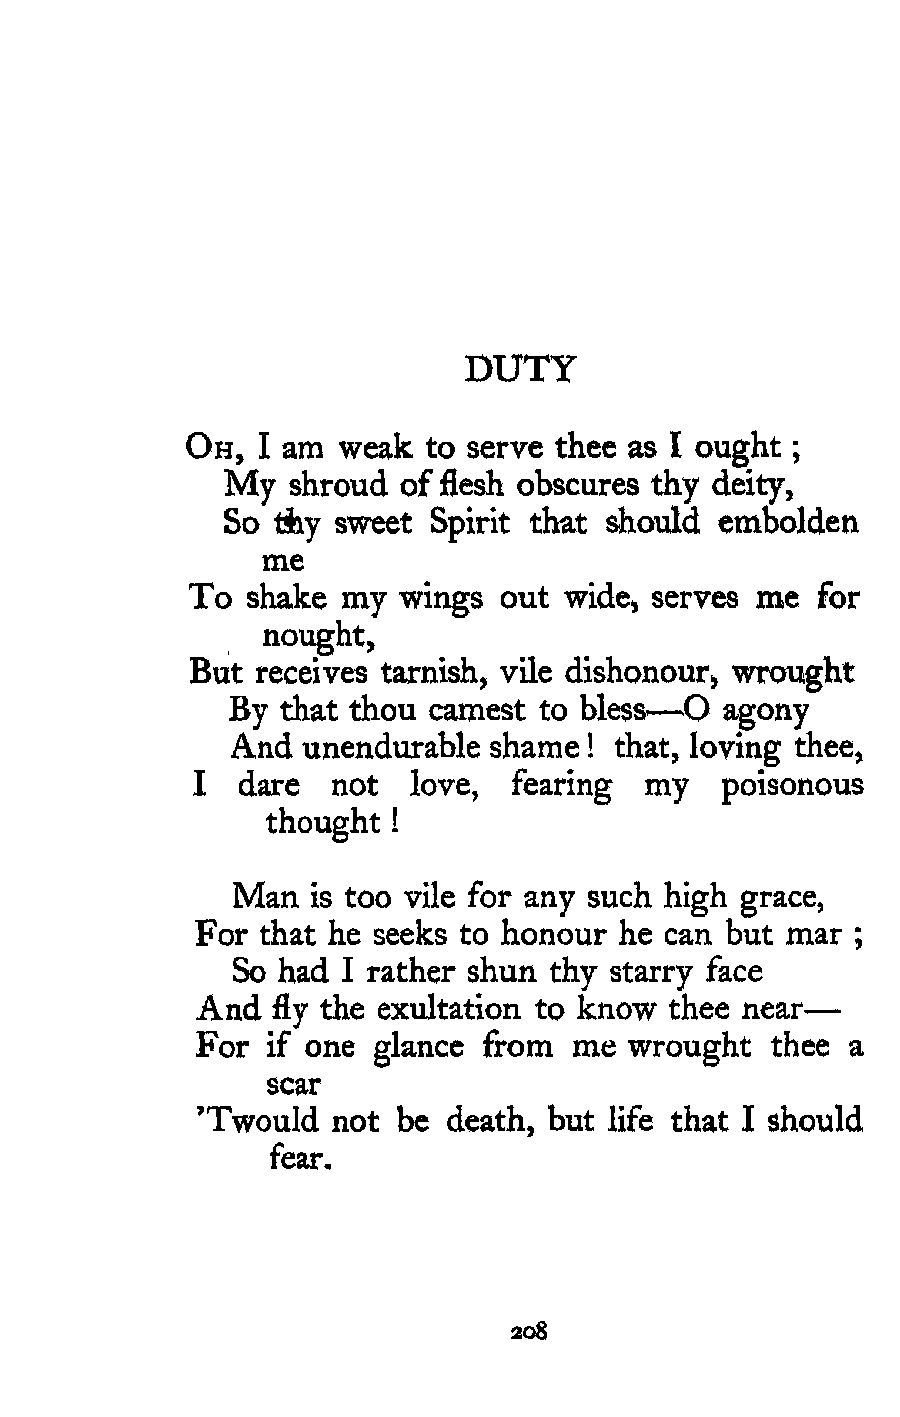 DUTY
OH, I am weak to serve thee as I ought ;
My shroud of flesh obscures thy deity,
So thy sweet Spirit that should embolden
me
To shake my wings out wide, serves me for
nought,
But receives tarnish, vile dishonour, wrought
By that thou camest to bless—O agony
And unendurable shame ! that, loving thee,
I dare not love, fearing my poisonous
thought !
Man is too vile for any such high grace,
For that he seeks to honour he can but mar ;
So had I rather shun thy starry face
And fly the exultation to know thee near—
For if one glance from me wrought thee a
scar
’Twould not be death, but life that I should
fear.
208